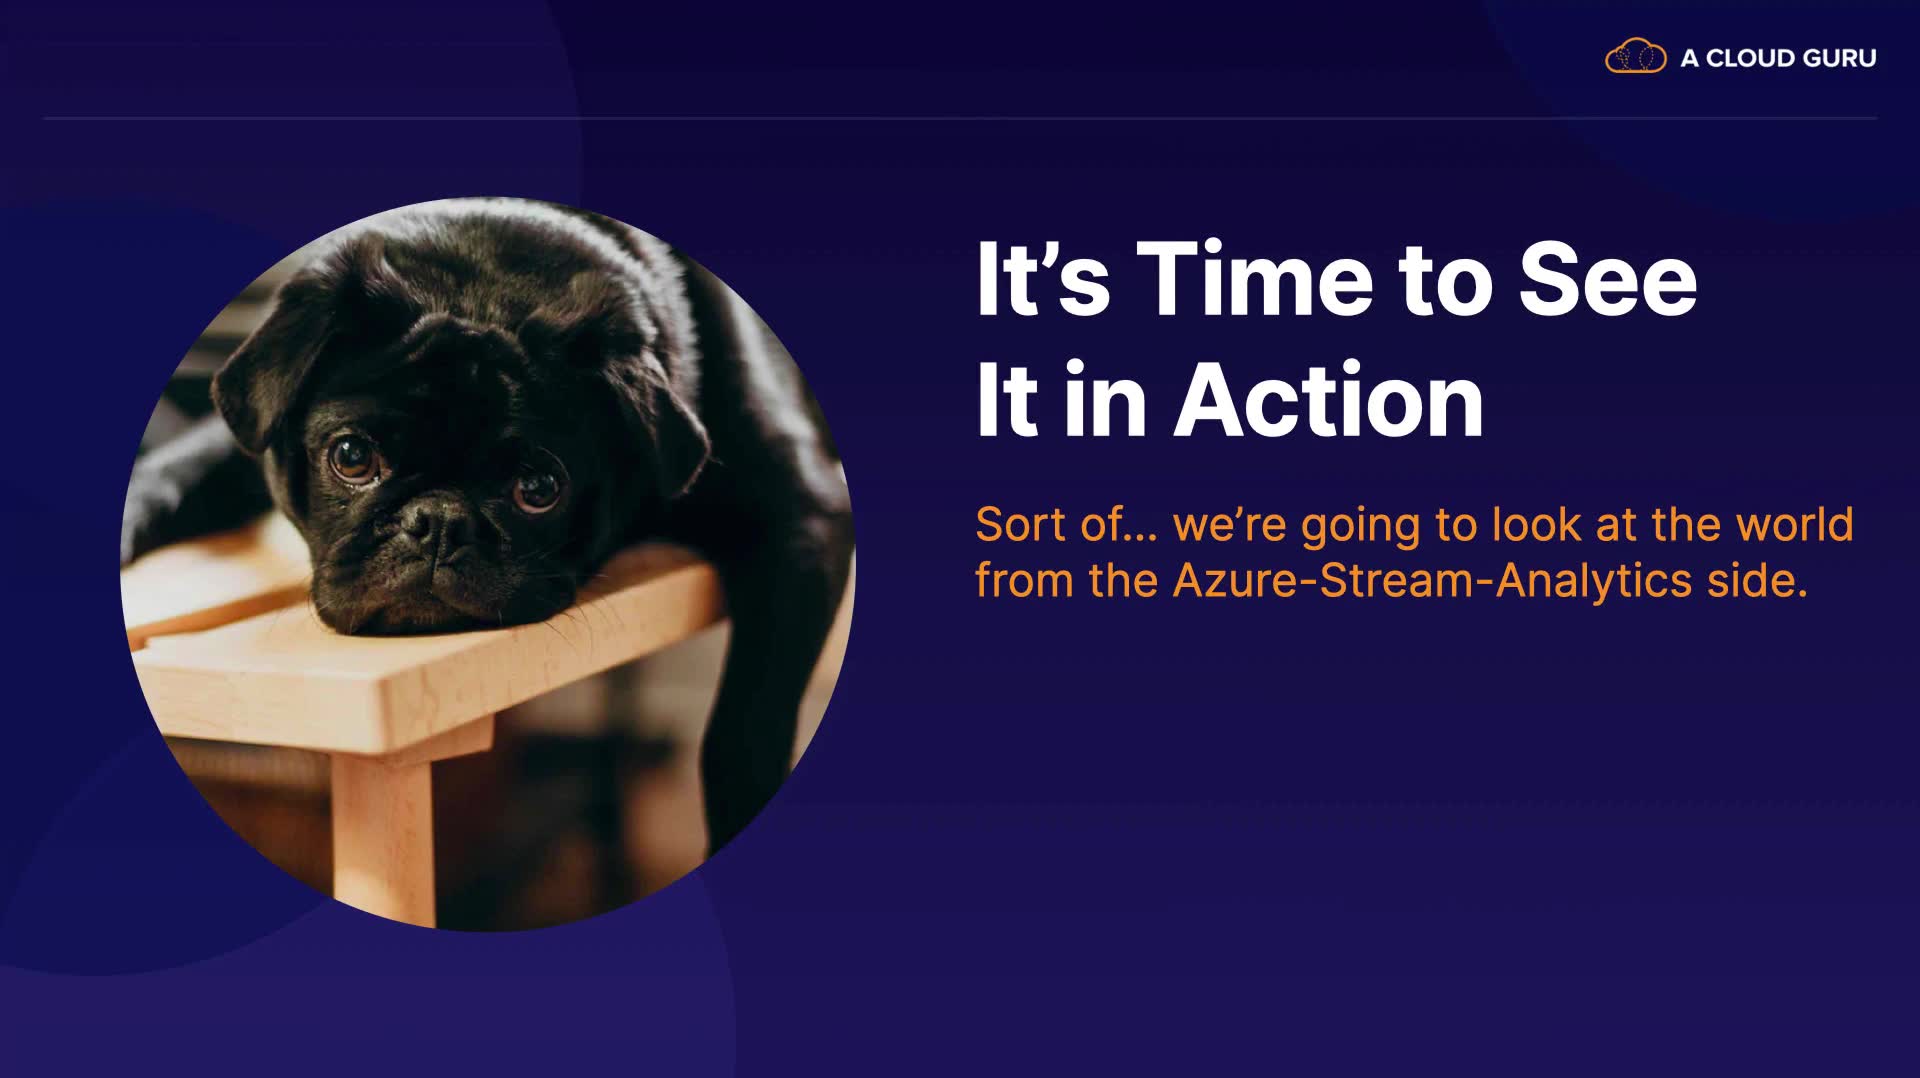 A CLOUD GURU
It’s Time to See
It in Action
Sort of... we’re going to look at the world
from the Azure-Stream-Analytics side.